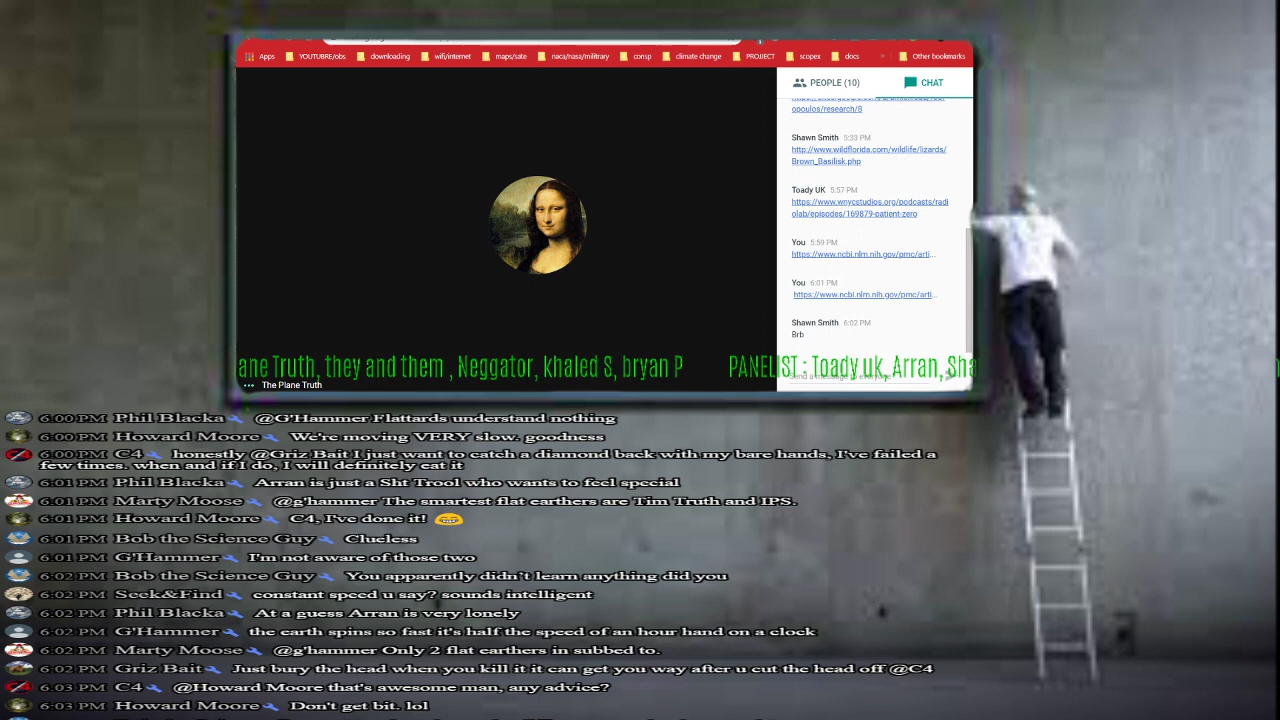 Apps YOUTUBRE/obs downloading wifi/internet maps/sate naca/nasa/militrary consp climate change PROJJECT scopex docs Other bookmarks
PEOPLE (10) CHAT
opoulos/research/8
Shawn Smith 5:33 PM
http://www.wildflorida.com/wildlife/lizards/
Brown_Basilisk.php
Toady UK 5:57 PM
https://www.wnycstudios.org/podcasts/radi
olab/episodes/169879-patient-zero
You 5:59 PM
https://www.ncbi.nlm.nih.gov/pmc/arti...
You 6:01 PM
https://www.ncbi.nlm.nih.gov/pmc/arti...
Shawn Smith 6:02 PM
Brb
ane Truth, they and them , Neggator, khaled S, bryan P PANELIST : Toady uk, Arran, Sha
Send a message to everyone
The Plane Truth
6:00 PM Phil Blacka @G'Hammer Flattards understand nothing
6:00 PM Howard Moore We're moving VERY slow. goodness
6:00 PM C4 honestly @Griz Bait I just want to catch a diamond back with my bare hands, I've failed a
few times. when and if I do, I will definitely eat it
6:01 PM Phil Blacka Arran is just a Sht Trool who wants to feel special
6:01 PM Marty Moose @g'hammer The smartest flat earthers are Tim Truth and IPS.
6:01 PM Howard Moore C4, I've done it! 😂
6:01 PM Bob the Science Guy Clueless
6:01 PM G'Hammer I'm not aware of those two
6:02 PM Bob the Science Guy You apparently didn't learn anything did you
6:02 PM Seek&Find constant speed u say? sounds intelligent
6:02 PM Phil Blacka At a guess Arran is very lonely
6:02 PM G'Hammer the earth spins so fast it's half the speed of an hour hand on a clock
6:02 PM Marty Moose @g'hammer Only 2 flat earthers in subbed to.
6:02 PM Griz Bait Just bury the head when you kill it it can get you way after u cut the head off @C4
6:03 PM C4 @Howard Moore that's awesome man, any advice?
6:03 PM Howard Moore Don't get bit. lol